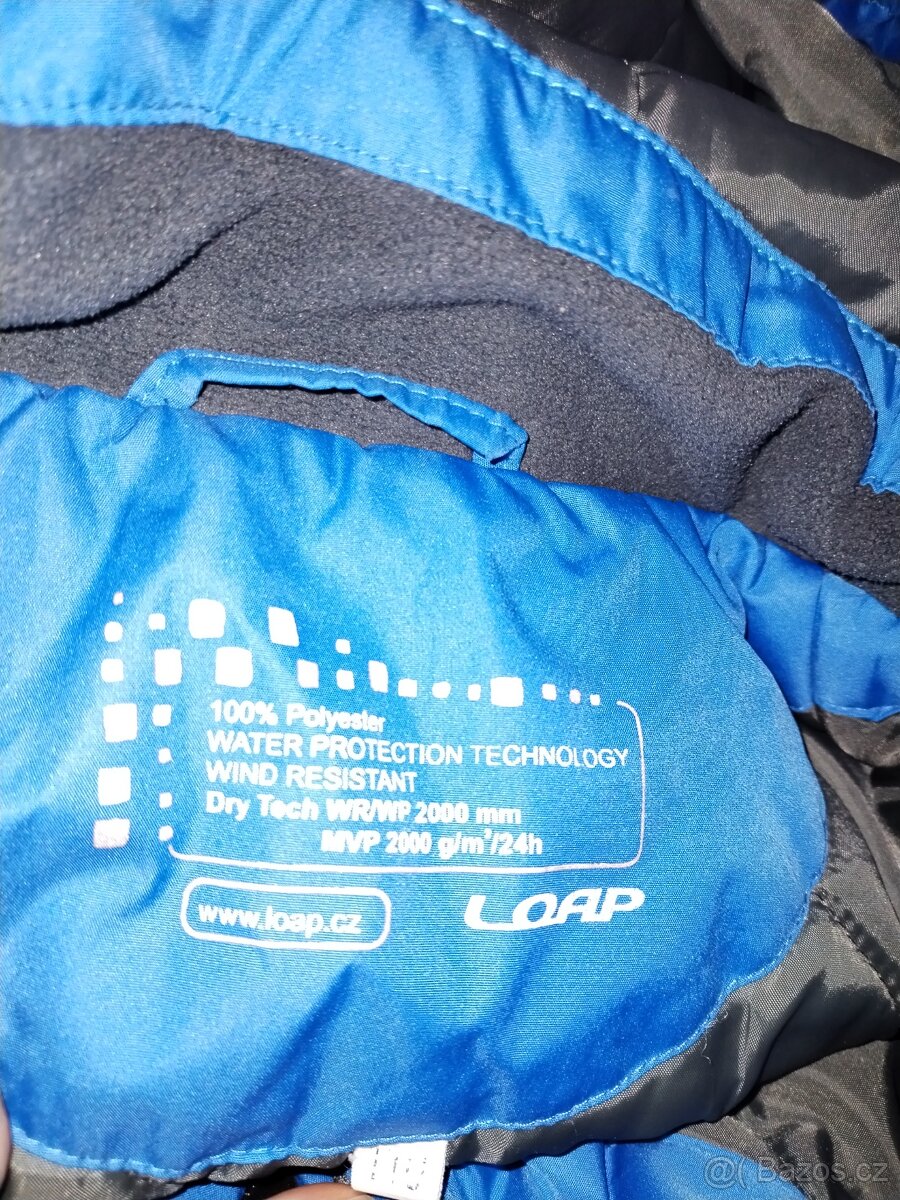 100% Polyester
WATER PROTECTION TECHNOLOGY
WIND RESISTANT
Dry Tech WR/WP 2000 mm
MVP 2000 g/m²/24h
www.loap.cz
LOAP
Bazos.cz